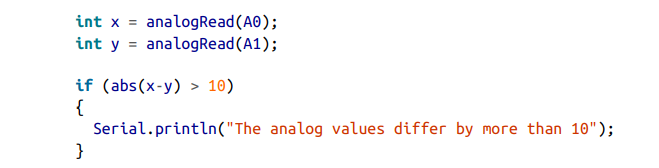 int x = analogRead(A0);
int y = analogRead(A1);
if (abs(x-y) > 10)
{
Serial.println("The analog values differ by more than 10");
}